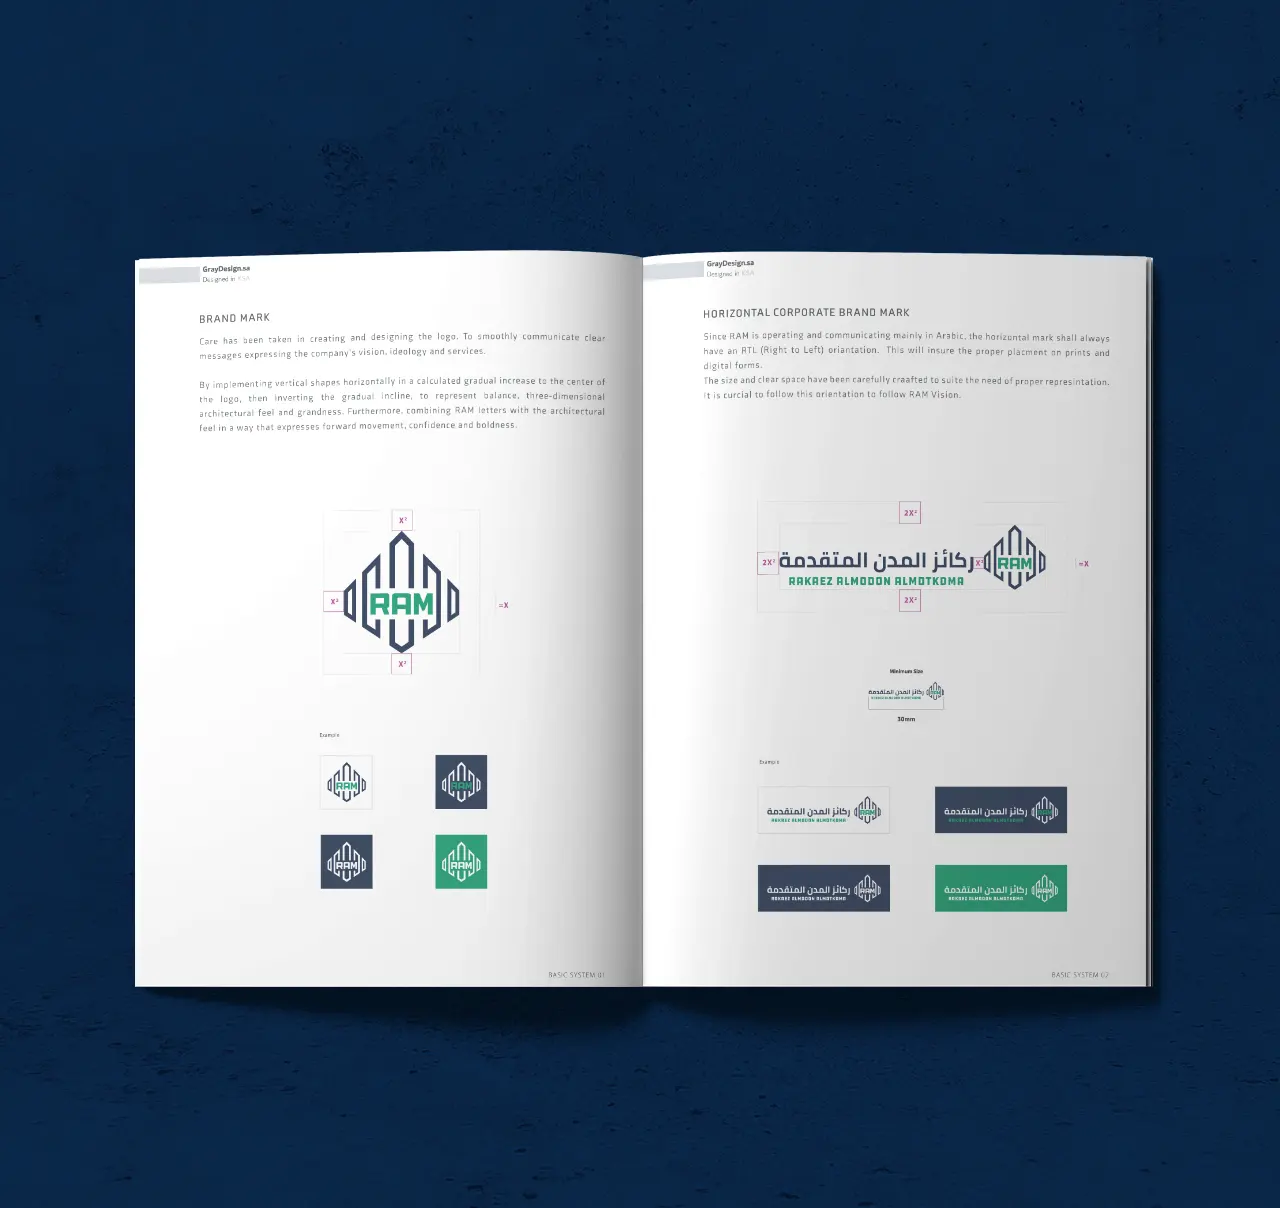 GrayDesign.sa
Designed in KSA
BRAND MARK
Care has been taken in creating and designing the logo. To smoothly communicate clear
messages expressing the company's vision, ideology and services.
By implementing vertical shapes horizontally in a calculated gradual increase to the center of
the logo, then inverting the gradual incline, to represent balance, three-dimensional
architectural feel and grandness. Furthermore, combining RAM letters with the architectural
feel in a way that expresses forward movement, confidence and boldness.
X²
X²
RAM
=X
X²
Example
RAM
RAM
RAM
RAM
BASIC SYSTEM 01
GrayDesign.sa
Designed in KSA
HORIZONTAL CORPORATE BRAND MARK
Since RAM is operating and communicating mainly in Arabic, the horizontal mark shall always
have an RTL (Right to Left) oriantation. This will insure the proper placment on prints and
digital forms.
The size and clear space have been carefully craafted to suite the need of proper represintation.
It is curcial to follow this orientation to follow RAM Vision.
2X²
2X²
ركائز المدن المتقدمة
X²
RAM
=X
RAKAEZ ALMODON ALMOTKDMA
2X²
Minimum Size
ركائز المدن المتقدمة
RAM
RAKAEZ ALMODON ALMOTKDMA
30mm
Example
ركائز المدن المتقدمة
RAM
RAKAEZ ALMODON ALMOTKDMA
ركائز المدن المتقدمة
RAM
RAKAEZ ALMODON ALMOTKDMA
ركائز المدن المتقدمة
RAM
RAKAEZ ALMODON ALMOTKDMA
ركائز المدن المتقدمة
RAM
RAKAEZ ALMODON ALMOTKDMA
BASIC SYSTEM 02